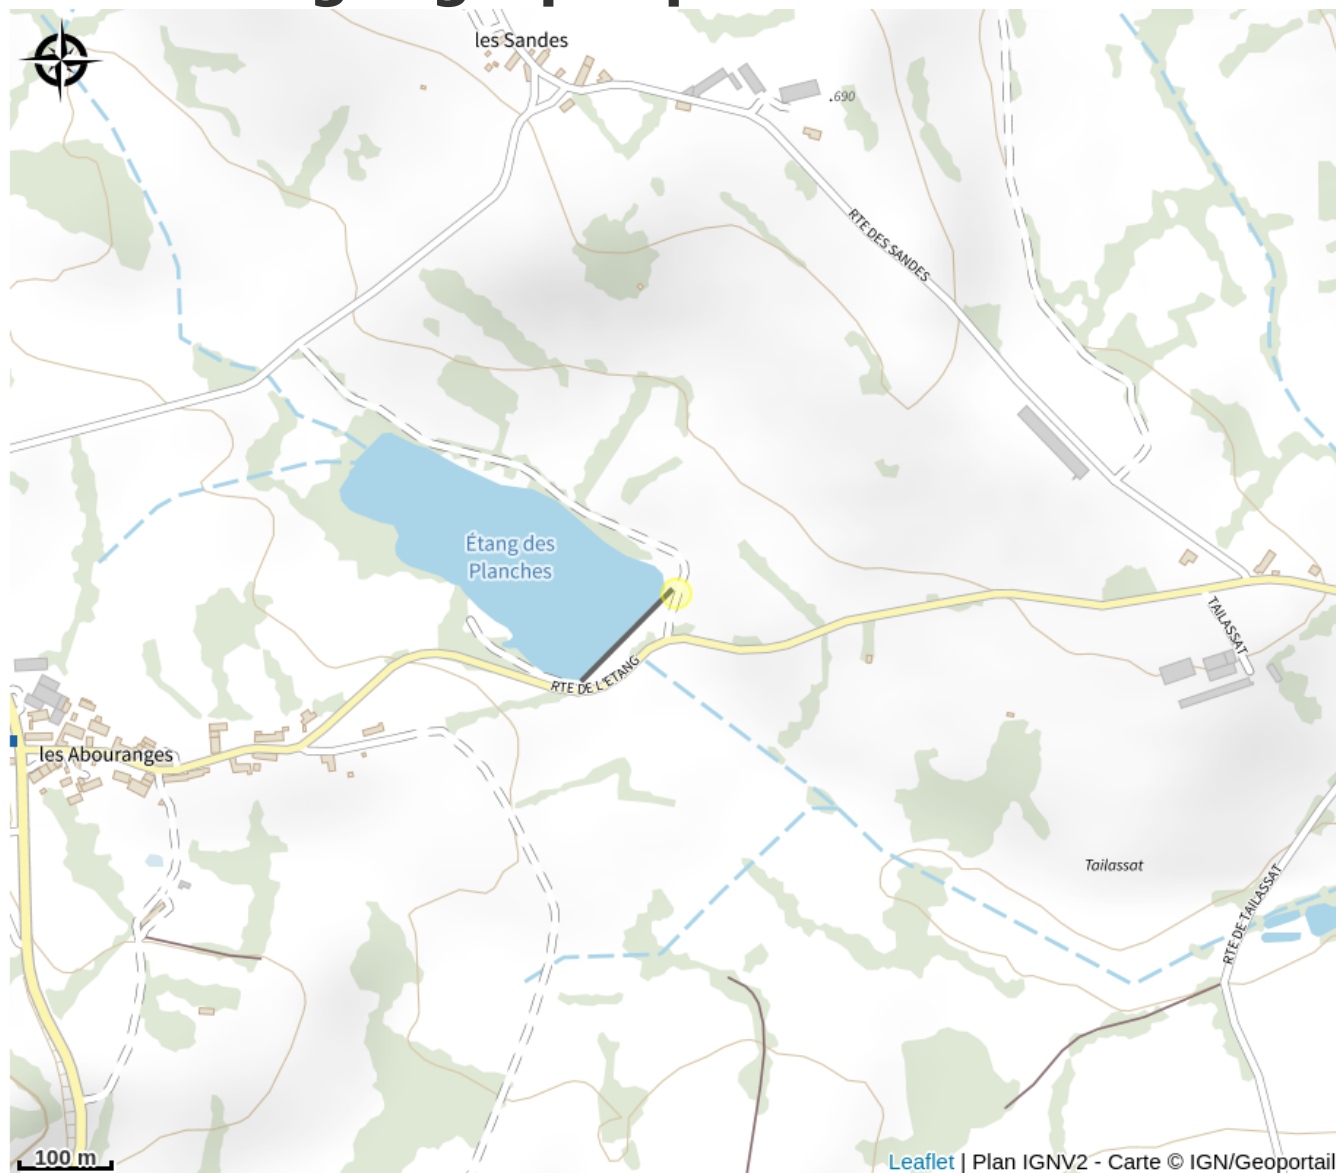 les Sandes
.690
RTE DES SANDES
Étang des
Planches
TAILASSAT
RTE DE L'ETANG
les Abouranges
Tailassat
RTE DE TAILASSAT
100 m
Leaflet | Plan IGNV2 - Carte © IGN/Geoportail